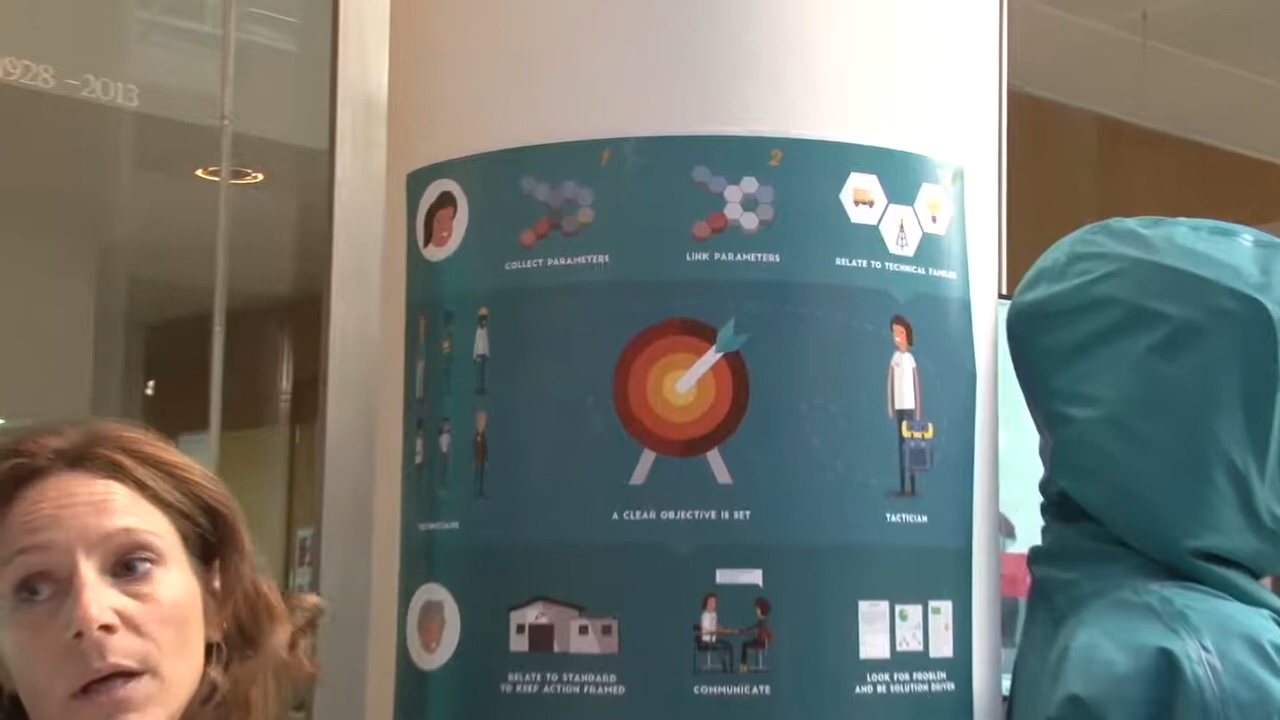 1928 - 2013
1
2
COLLECT PARAMETERS
LINK PARAMETERS
RELATE TO TECHNICAL FAMILIES
A CLEAR OBJECTIVE IS SET
TECHNICIANS
TACTICIAN
RELATE TO STANDARD
TO KEEP ACTION FRAMED
COMMUNICATE
LOOK FOR PROBLEM
AND BE SOLUTION DRIVEN